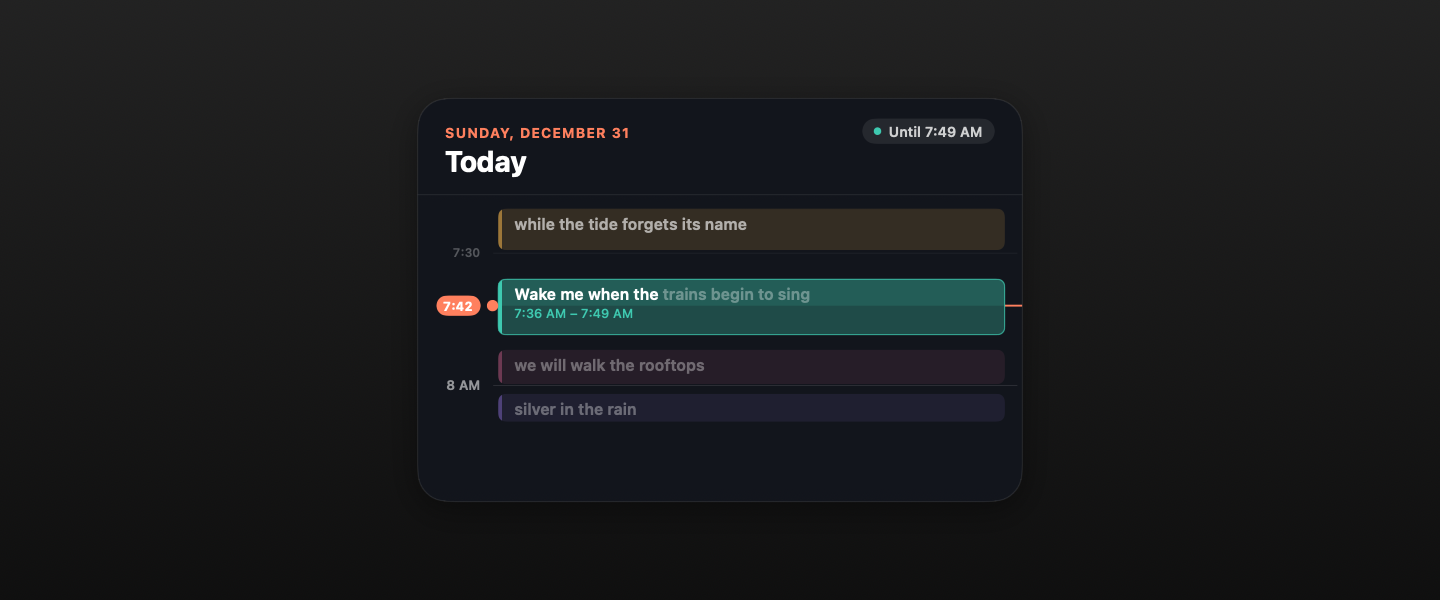 SUNDAY, DECEMBER 31
Until 7:49 AM
Today
while the tide forgets its name
7:30
Wake me when the trains begin to sing
7:42
7:36 AM – 7:49 AM
we will walk the rooftops
8 AM
silver in the rain